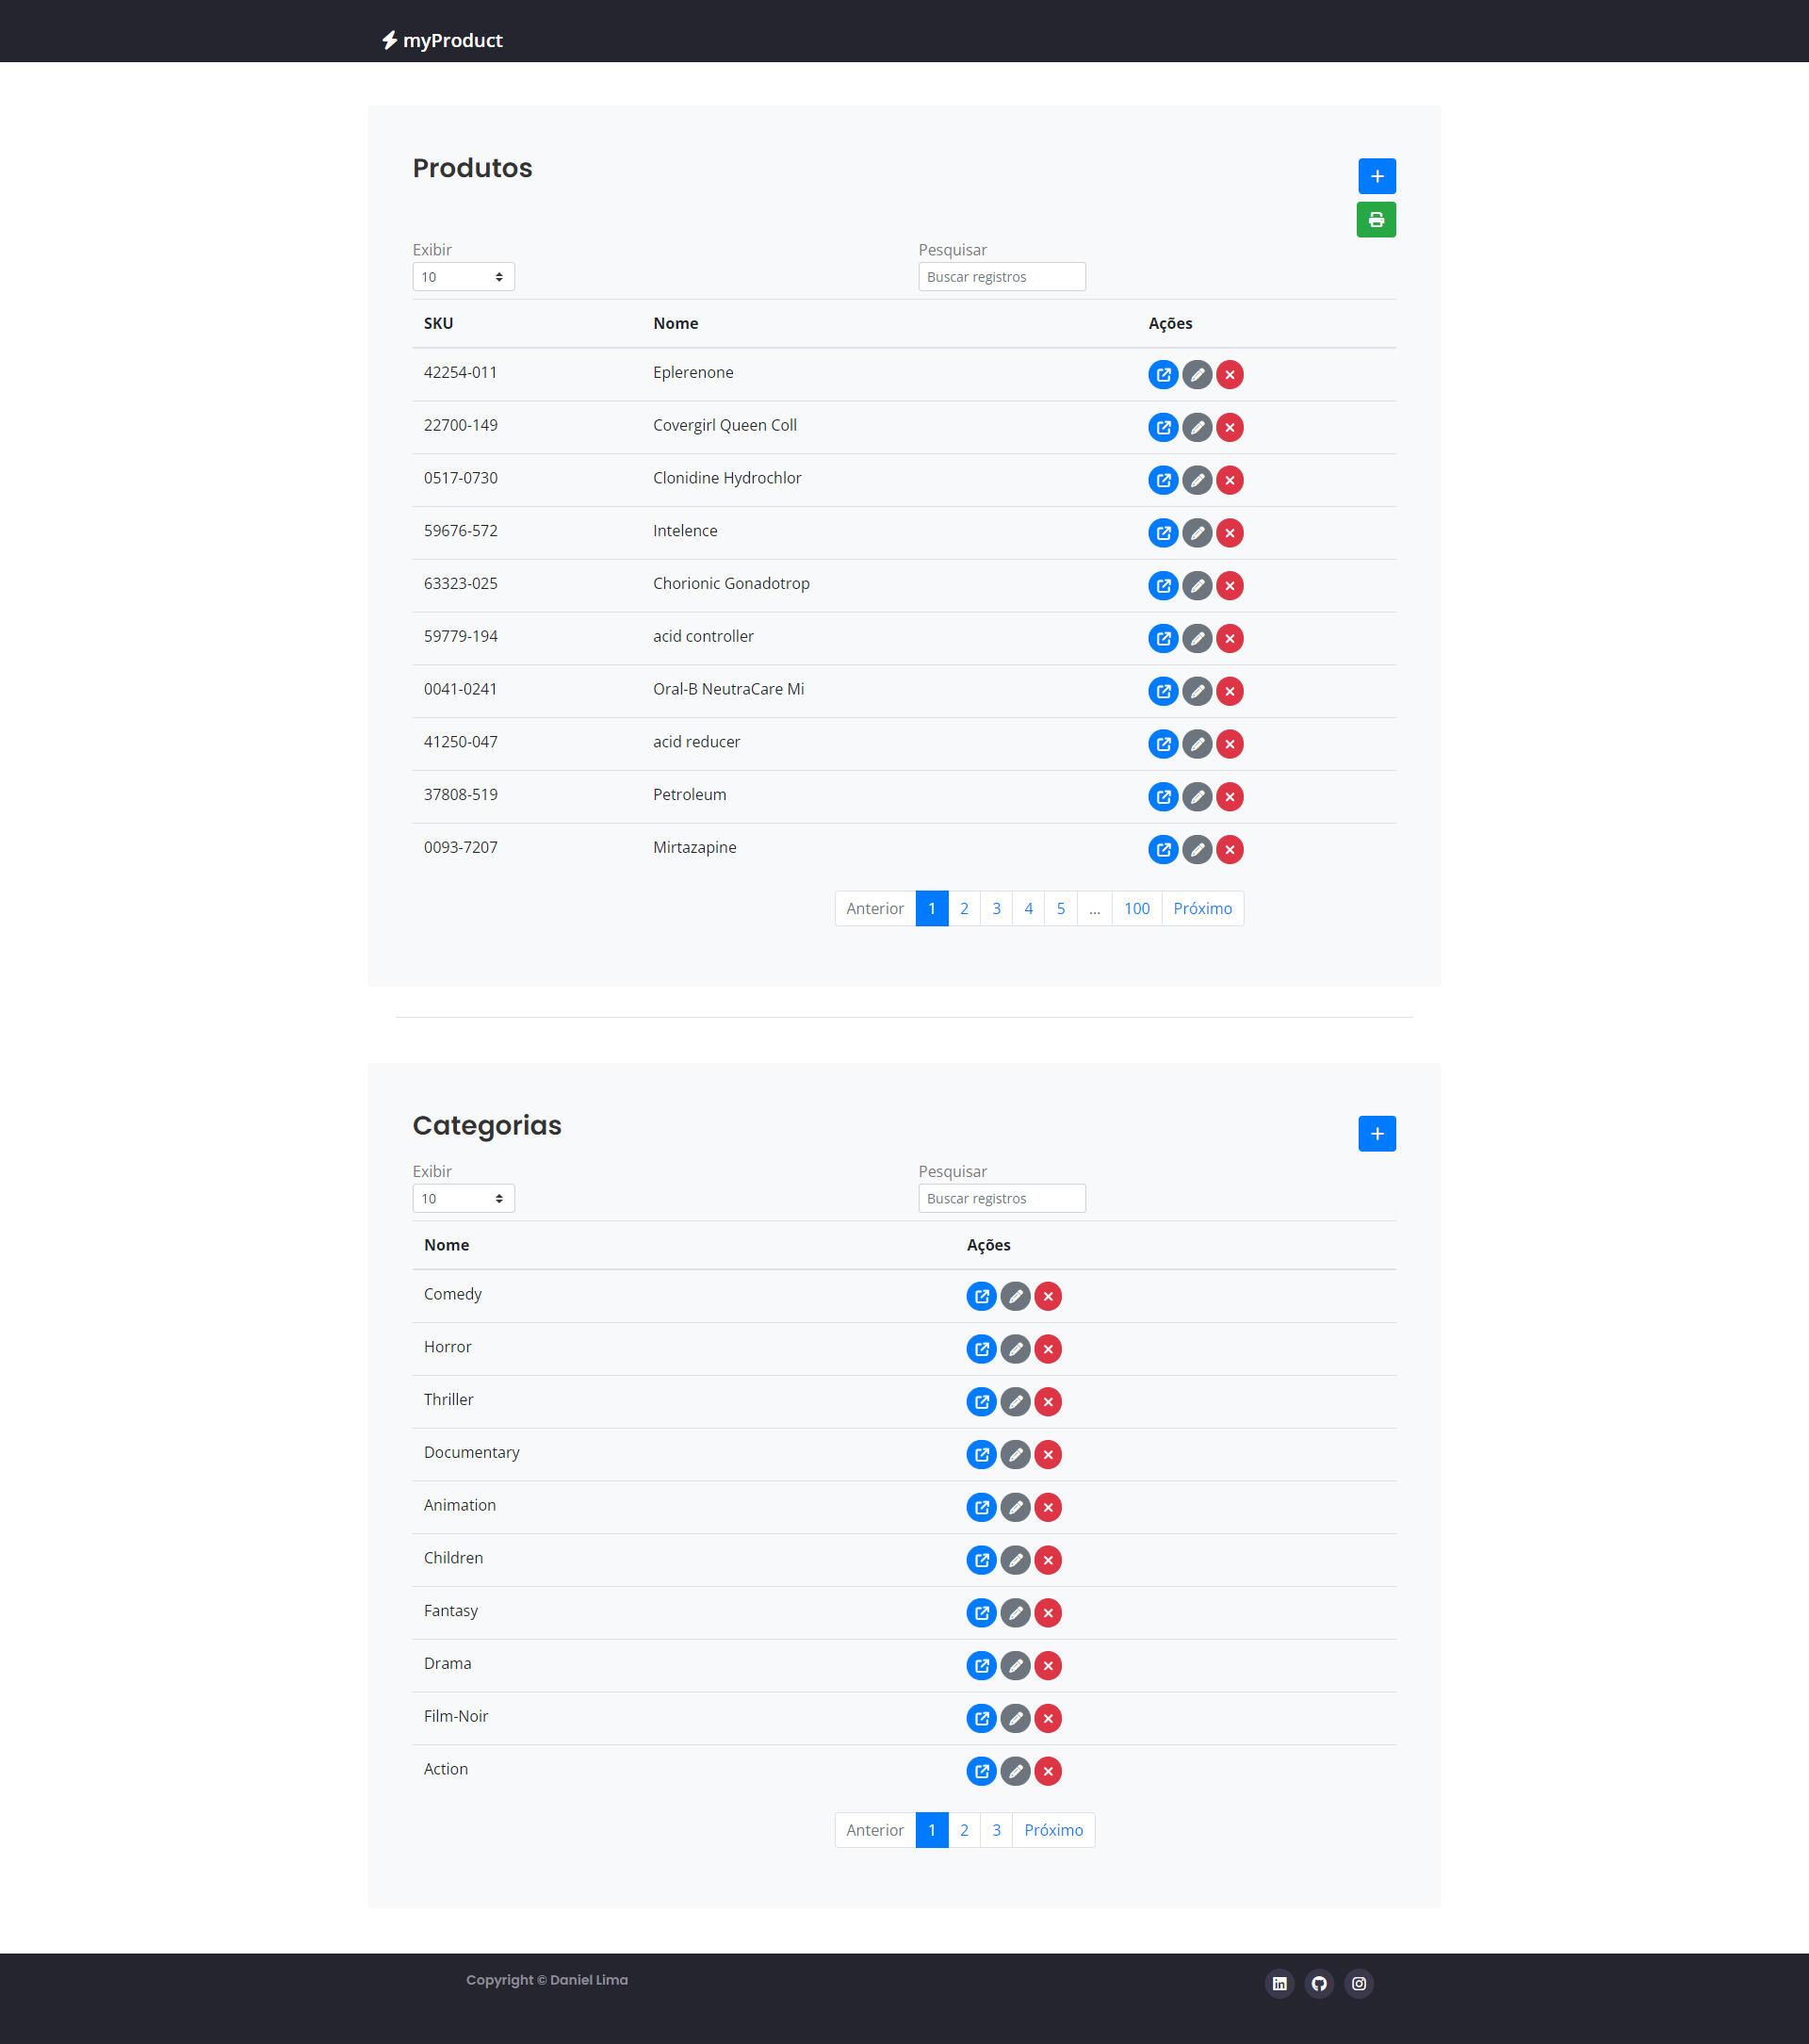 myProduct
Produtos
Exibir Pesquisar
10 Buscar registros
SKU Nome Ações
42254-011 Eplerenone
22700-149 Covergirl Queen Coll
0517-0730 Clonidine Hydrochlor
59676-572 Intelence
63323-025 Chorionic Gonadotrop
59779-194 acid controller
0041-0241 Oral-B NeutraCare Mi
41250-047 acid reducer
37808-519 Petroleum
0093-7207 Mirtazapine
Anterior 1 2 3 4 5 ... 100 Próximo
Categorias
Exibir Pesquisar
10 Buscar registros
Nome Ações
Comedy
Horror
Thriller
Documentary
Animation
Children
Fantasy
Drama
Film-Noir
Action
Anterior 1 2 3 Próximo
Copyright © Daniel Lima